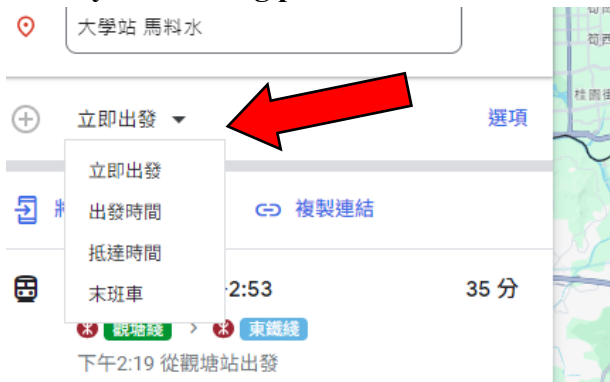 大學站 馬料水
立即出發
選項
立即出發
出發時間
抵達時間
末班車
複製連結
2:53
35 分
觀塘綫 > 東鐵綫
下午2:19 從觀塘站出發